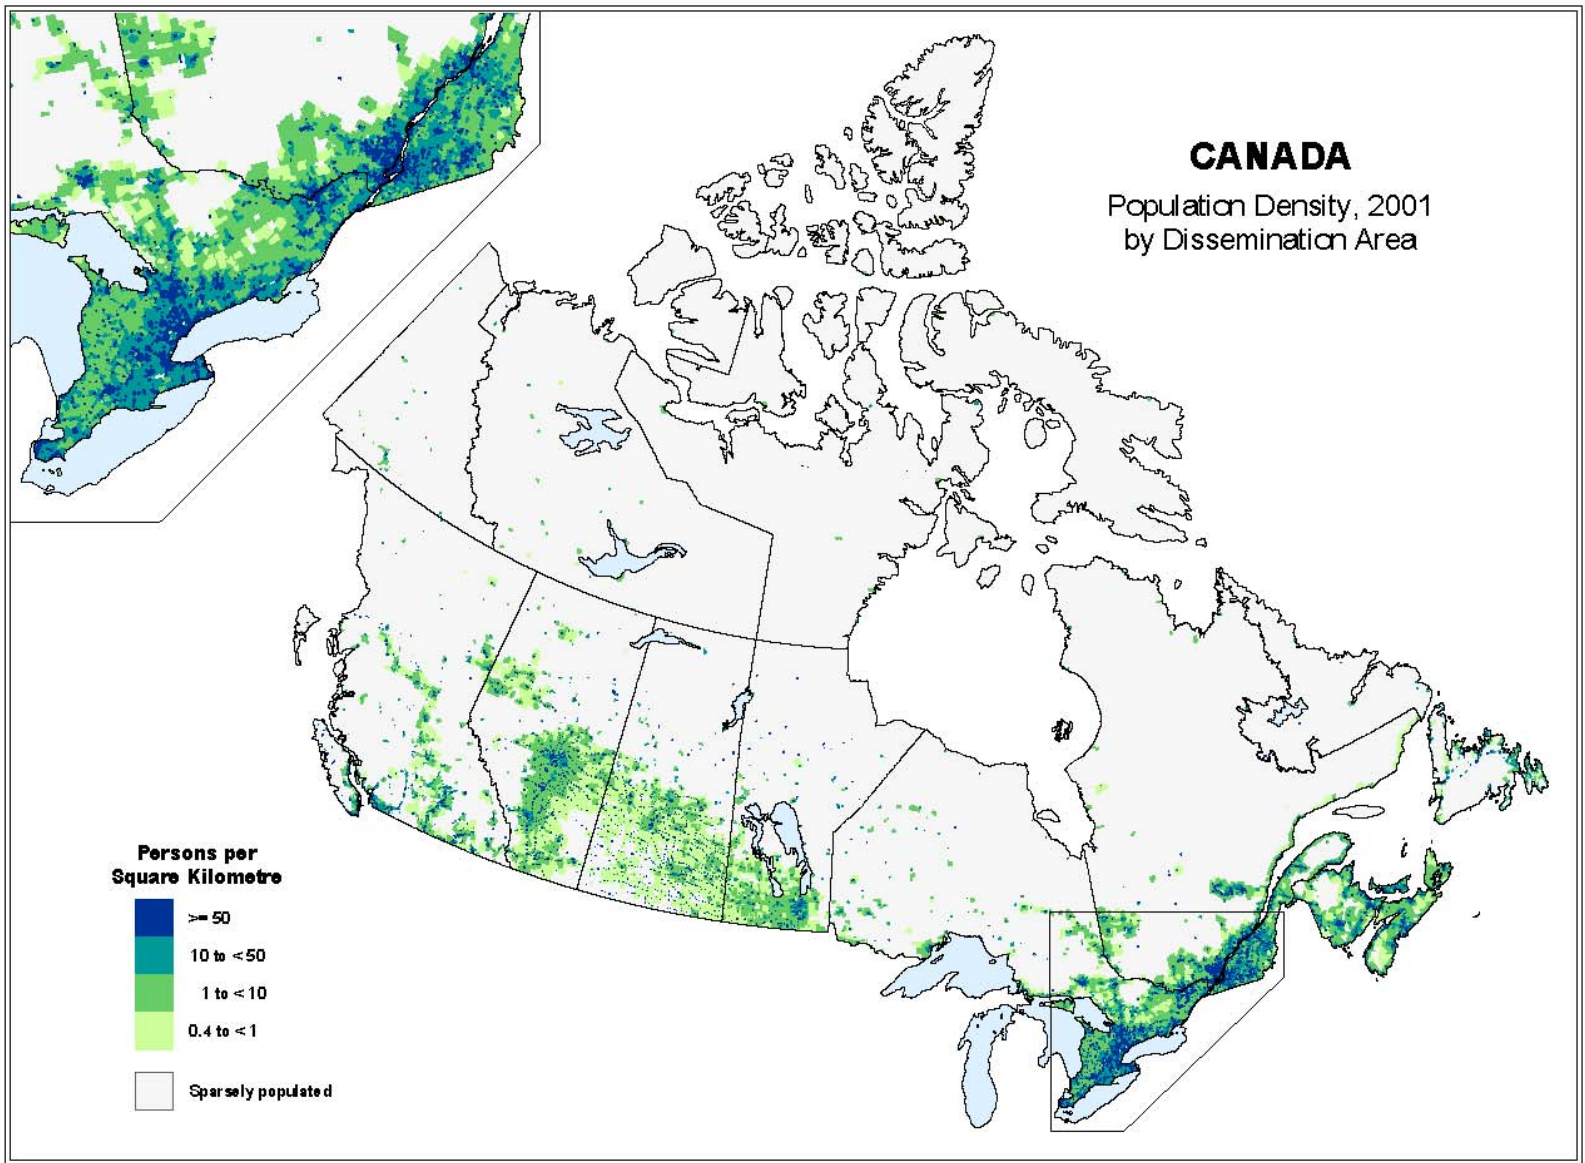 CANADA
Population Density, 2001
by Dissemination Area
Persons per
Square Kilometre
>= 50
10 to < 50
1 to < 10
0.4 to < 1
Sparsely populated